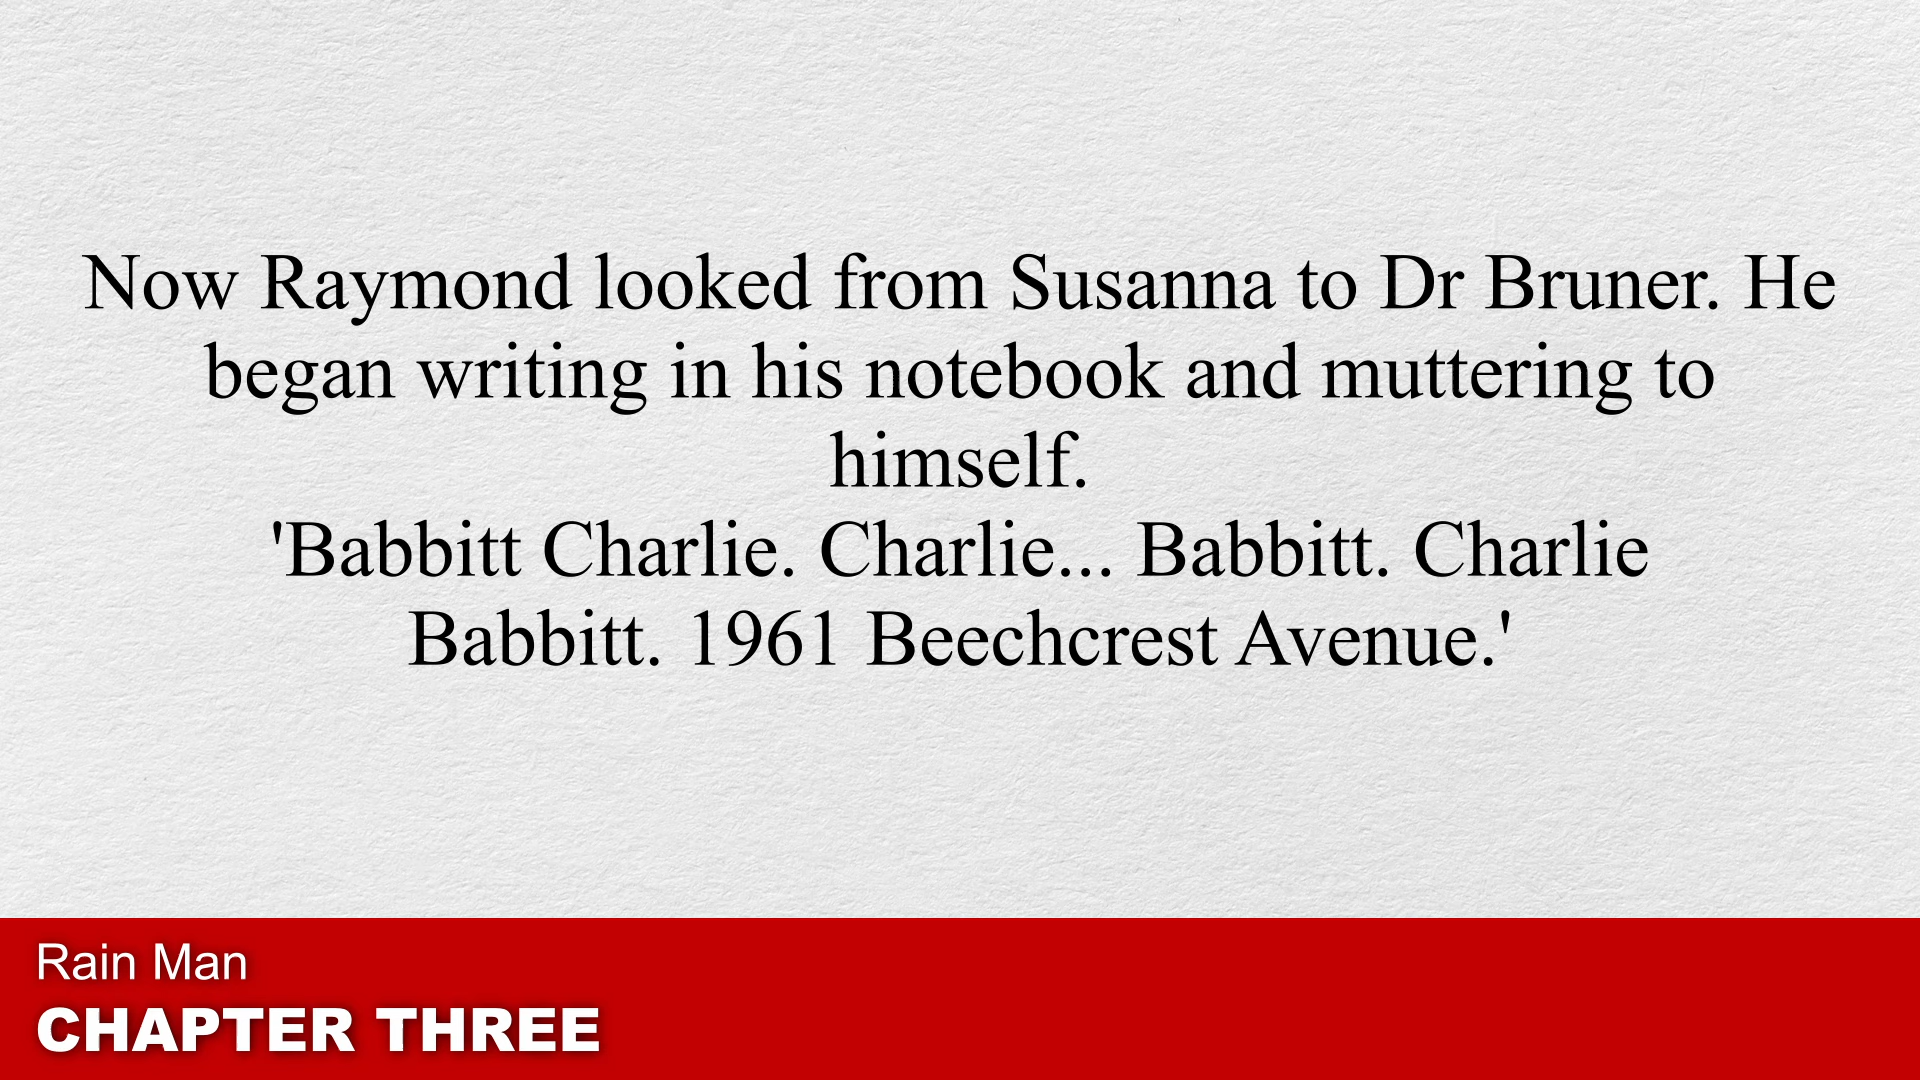 Now Raymond looked from Susanna to Dr Bruner. He
began writing in his notebook and muttering to
himself.
'Babbitt Charlie. Charlie... Babbitt. Charlie
Babbitt. 1961 Beechcrest Avenue.'
Rain Man
CHAPTER THREE